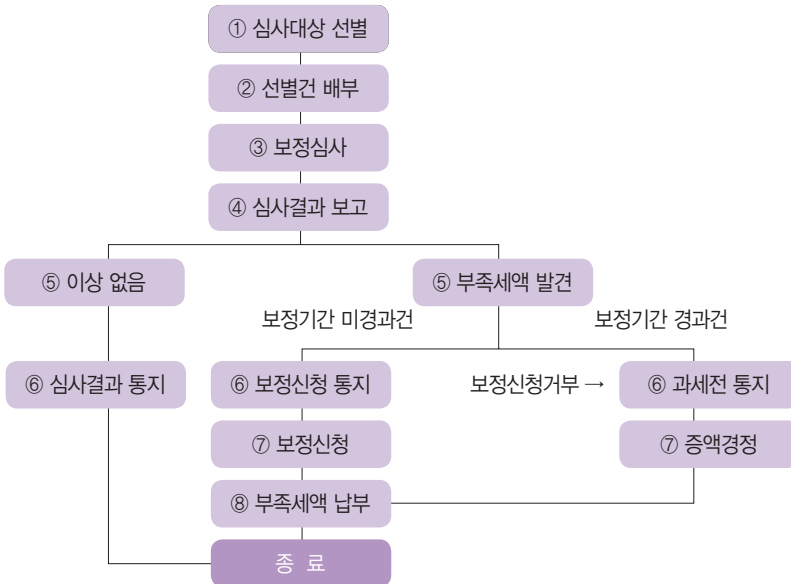 ① 심사대상 선별
② 선별건 배부
③ 보정심사
④ 심사결과 보고
⑤ 이상 없음
⑤ 부족세액 발견
보정기간 미경과건
보정기간 경과건
⑥ 심사결과 통지
⑥ 보정신청 통지
보정신청거부 →
⑥ 과세전 통지
⑦ 보정신청
⑦ 증액경정
⑧ 부족세액 납부
종 료